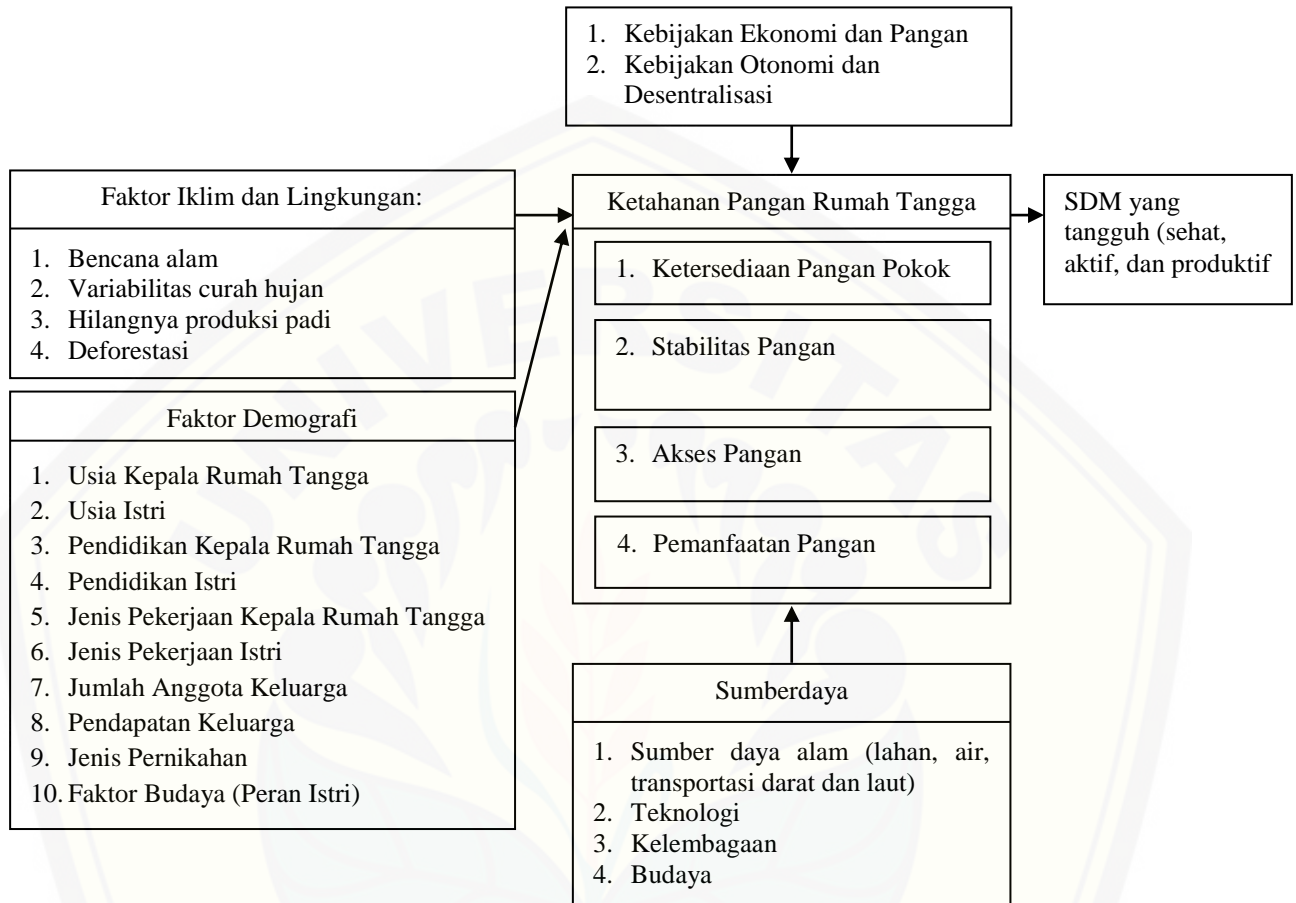 1. Kebijakan Ekonomi dan Pangan
2. Kebijakan Otonomi dan
Desentralisasi
Faktor Iklim dan Lingkungan:
1. Bencana alam
2. Variabilitas curah hujan
3. Hilangnya produksi padi
4. Deforestasi
Faktor Demografi
1. Usia Kepala Rumah Tangga
2. Usia Istri
3. Pendidikan Kepala Rumah Tangga
4. Pendidikan Istri
5. Jenis Pekerjaan Kepala Rumah Tangga
6. Jenis Pekerjaan Istri
7. Jumlah Anggota Keluarga
8. Pendapatan Keluarga
9. Jenis Pernikahan
10. Faktor Budaya (Peran Istri)
Ketahanan Pangan Rumah Tangga
1. Ketersediaan Pangan Pokok
2. Stabilitas Pangan
3. Akses Pangan
4. Pemanfaatan Pangan
Sumberdaya
1. Sumber daya alam (lahan, air,
transportasi darat dan laut)
2. Teknologi
3. Kelembagaan
4. Budaya
SDM yang
tangguh (sehat,
aktif, dan produktif
UNIVERSITAS